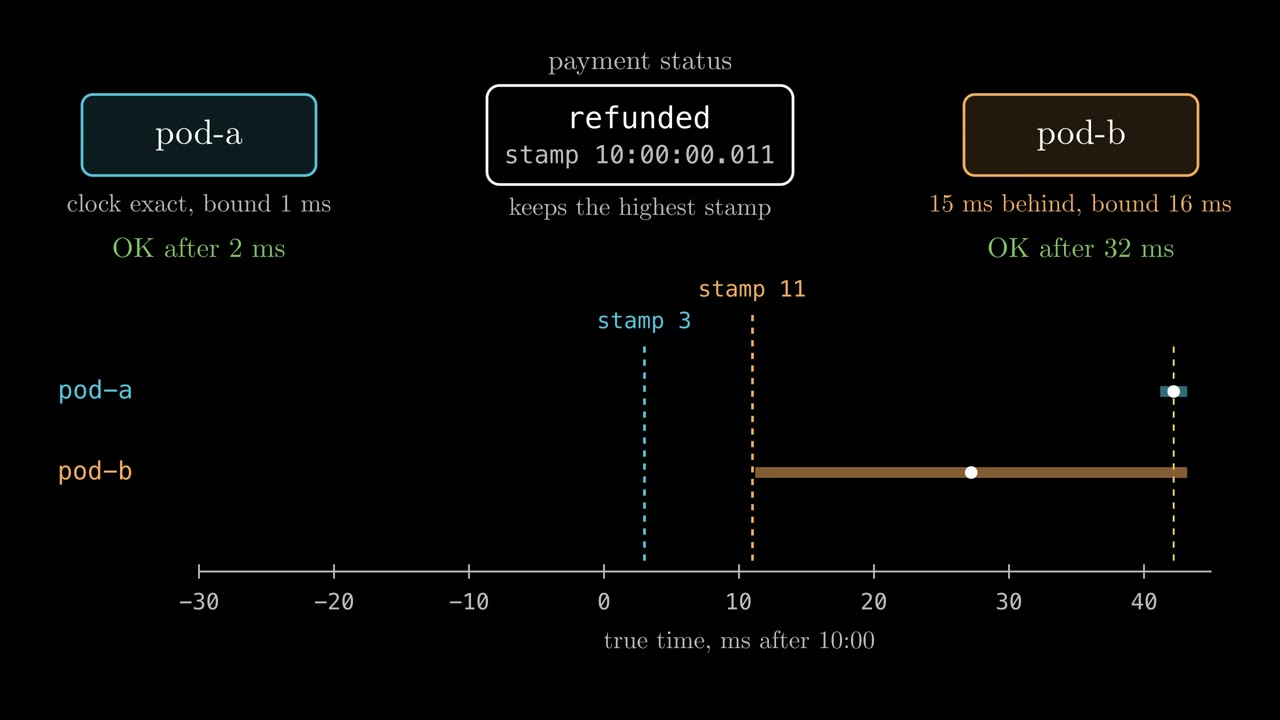 payment status
pod-a
refunded
stamp 10:00:00.011
pod-b
clock exact, bound 1 ms
keeps the highest stamp
15 ms behind, bound 16 ms
OK after 2 ms
OK after 32 ms
stamp 11
stamp 3
pod-a
pod-b
−30 −20 −10 0 10 20 30 40
true time, ms after 10:00